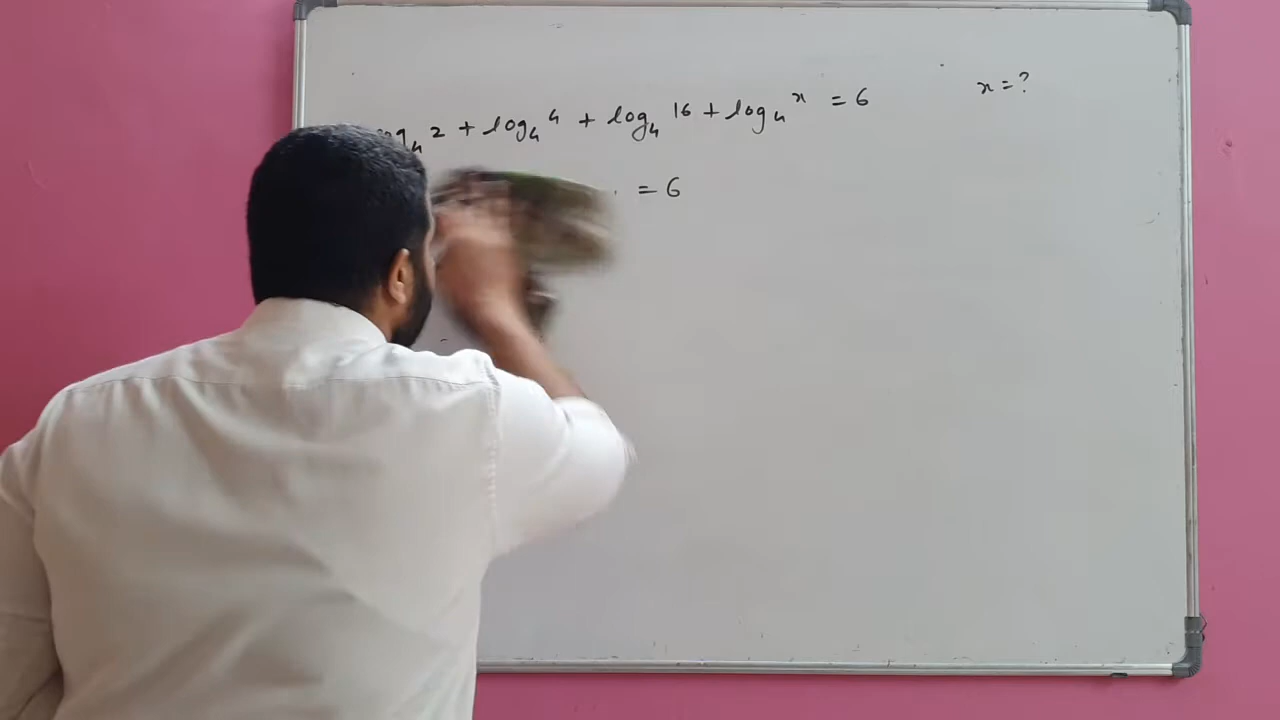 log₄ 2 + log₄ 4 + log₄ 16 + log₄ x = 6
x = ?
= 6